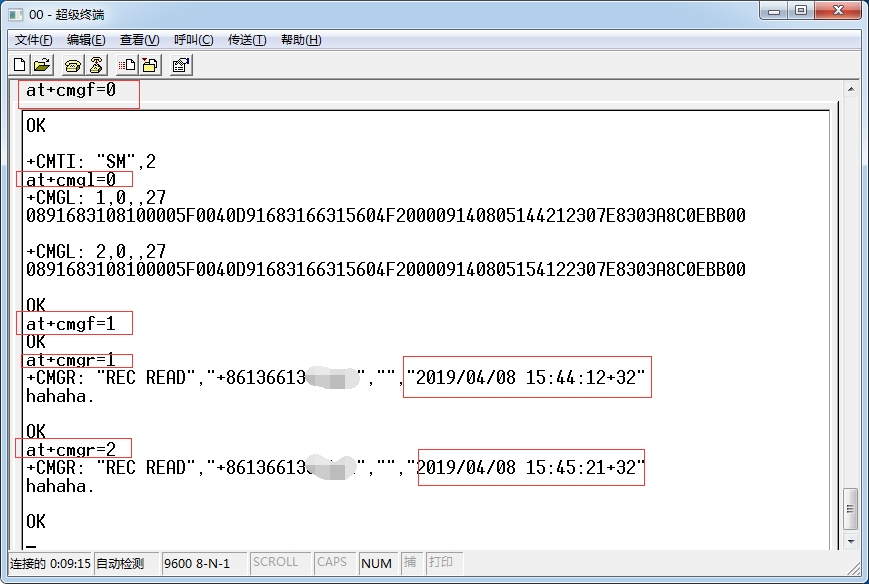 00 - 超级终端
文件(F) 编辑(E) 查看(V) 呼叫(C) 传送(T) 帮助(H)
at+cmgf=0
OK
+CMTI: "SM",2
at+cmgl=0
+CMGL: 1,0,,27
0891683108100005F0040D91683166315604F200009140805144212307E8303A8C0EBB00
+CMGL: 2,0,,27
0891683108100005F0040D91683166315604F200009140805154122307E8303A8C0EBB00
OK
at+cmgf=1
OK
at+cmgr=1
+CMGR: "REC READ","+86136613","","2019/04/08 15:44:12+32"
hahaha.
OK
at+cmgr=2
+CMGR: "REC READ","+86136613","","2019/04/08 15:45:21+32"
hahaha.
OK
连接的 0:09:15 自动检测 9600 8-N-1 SCROLL CAPS NUM 捕 打印